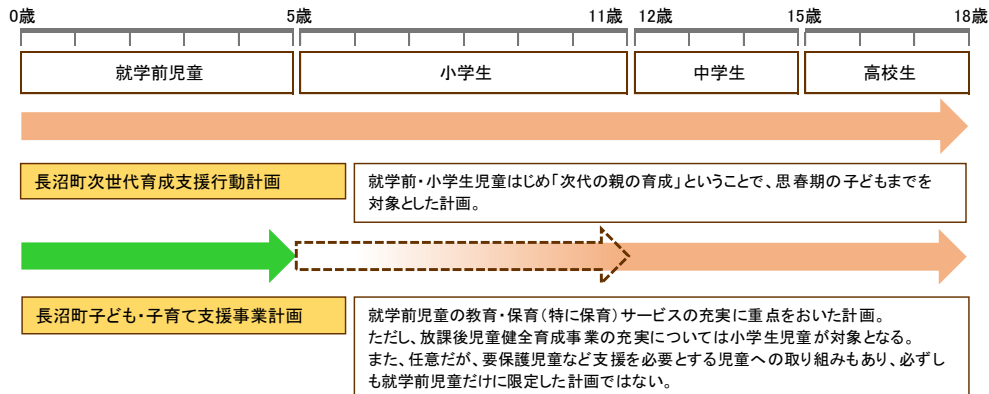 0歳 5歳 11歳 12歳 15歳 18歳
就学前児童 小学生 中学生 高校生
長沼町次世代育成支援行動計画
就学前・小学生児童はじめ「次代の親の育成」ということで、思春期の子どもまでを
対象とした計画。
長沼町子ども・子育て支援事業計画
就学前児童の教育・保育(特に保育)サービスの充実に重点をおいた計画。
ただし、放課後児童健全育成事業の充実については小学生児童が対象となる。
また、任意だが、要保護児童など支援を必要とする児童への取り組みもあり、必ずし
も就学前児童だけに限定した計画ではない。